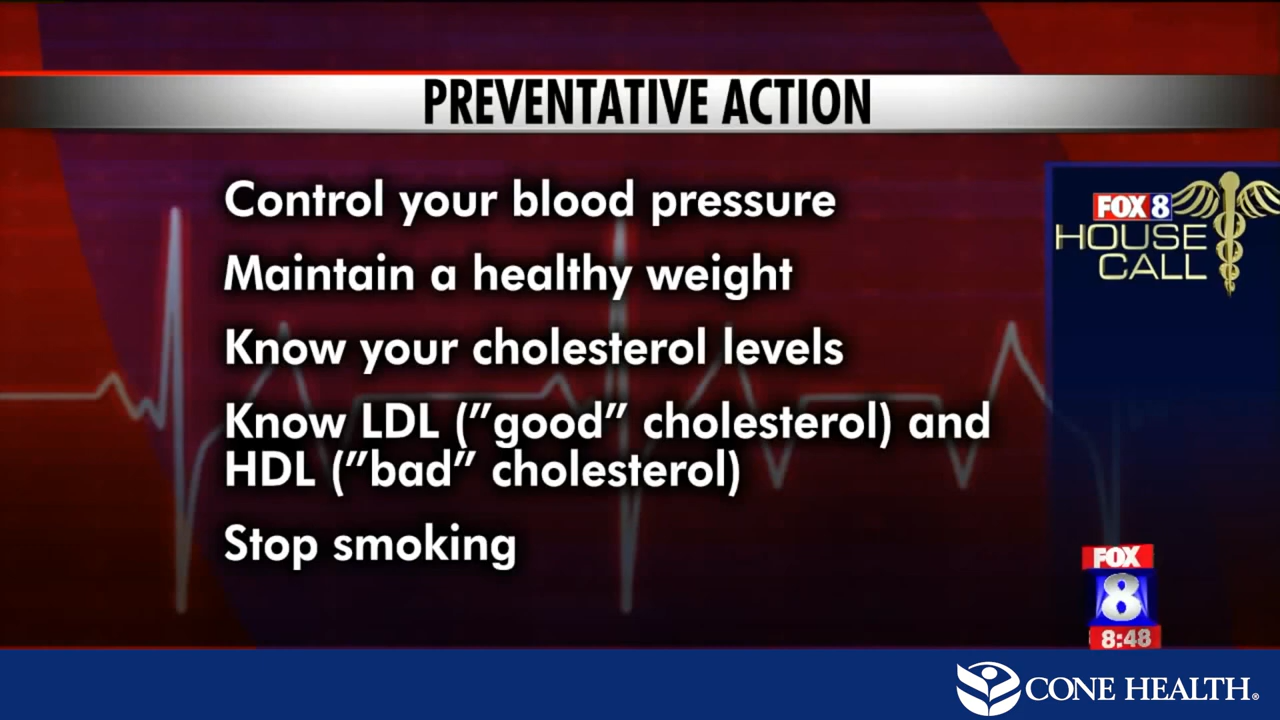 PREVENTATIVE ACTION
Control your blood pressure
Maintain a healthy weight
Know your cholesterol levels
Know LDL ("good" cholesterol) and
HDL ("bad" cholesterol)
Stop smoking
FOX 8
HOUSE
CALL
FOX
8
8:48
CONE HEALTH®